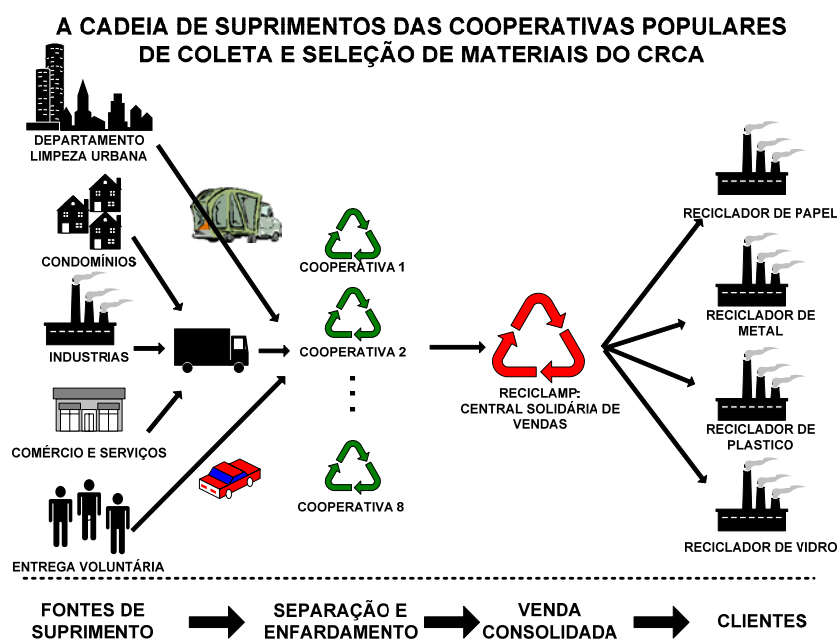 A CADEIA DE SUPRIMENTOS DAS COOPERATIVAS POPULARES
DE COLETA E SELEÇÃO DE MATERIAIS DO CRCA
DEPARTAMENTO
LIMPEZA URBANA
CONDOMÍNIOS
INDUSTRIAS
COMÉRCIO E SERVIÇOS
ENTREGA VOLUNTÁRIA
COOPERATIVA 1
COOPERATIVA 2
COOPERATIVA 8
RECICLAMP:
CENTRAL SOLIDÁRIA DE
VENDAS
RECICLADOR DE PAPEL
RECICLADOR DE
METAL
RECICLADOR DE
PLASTICO
RECICLADOR DE VIDRO
FONTES DE
SUPRIMENTO
SEPARAÇÃO E
ENFARDAMENTO
VENDA
CONSOLIDADA
CLIENTES